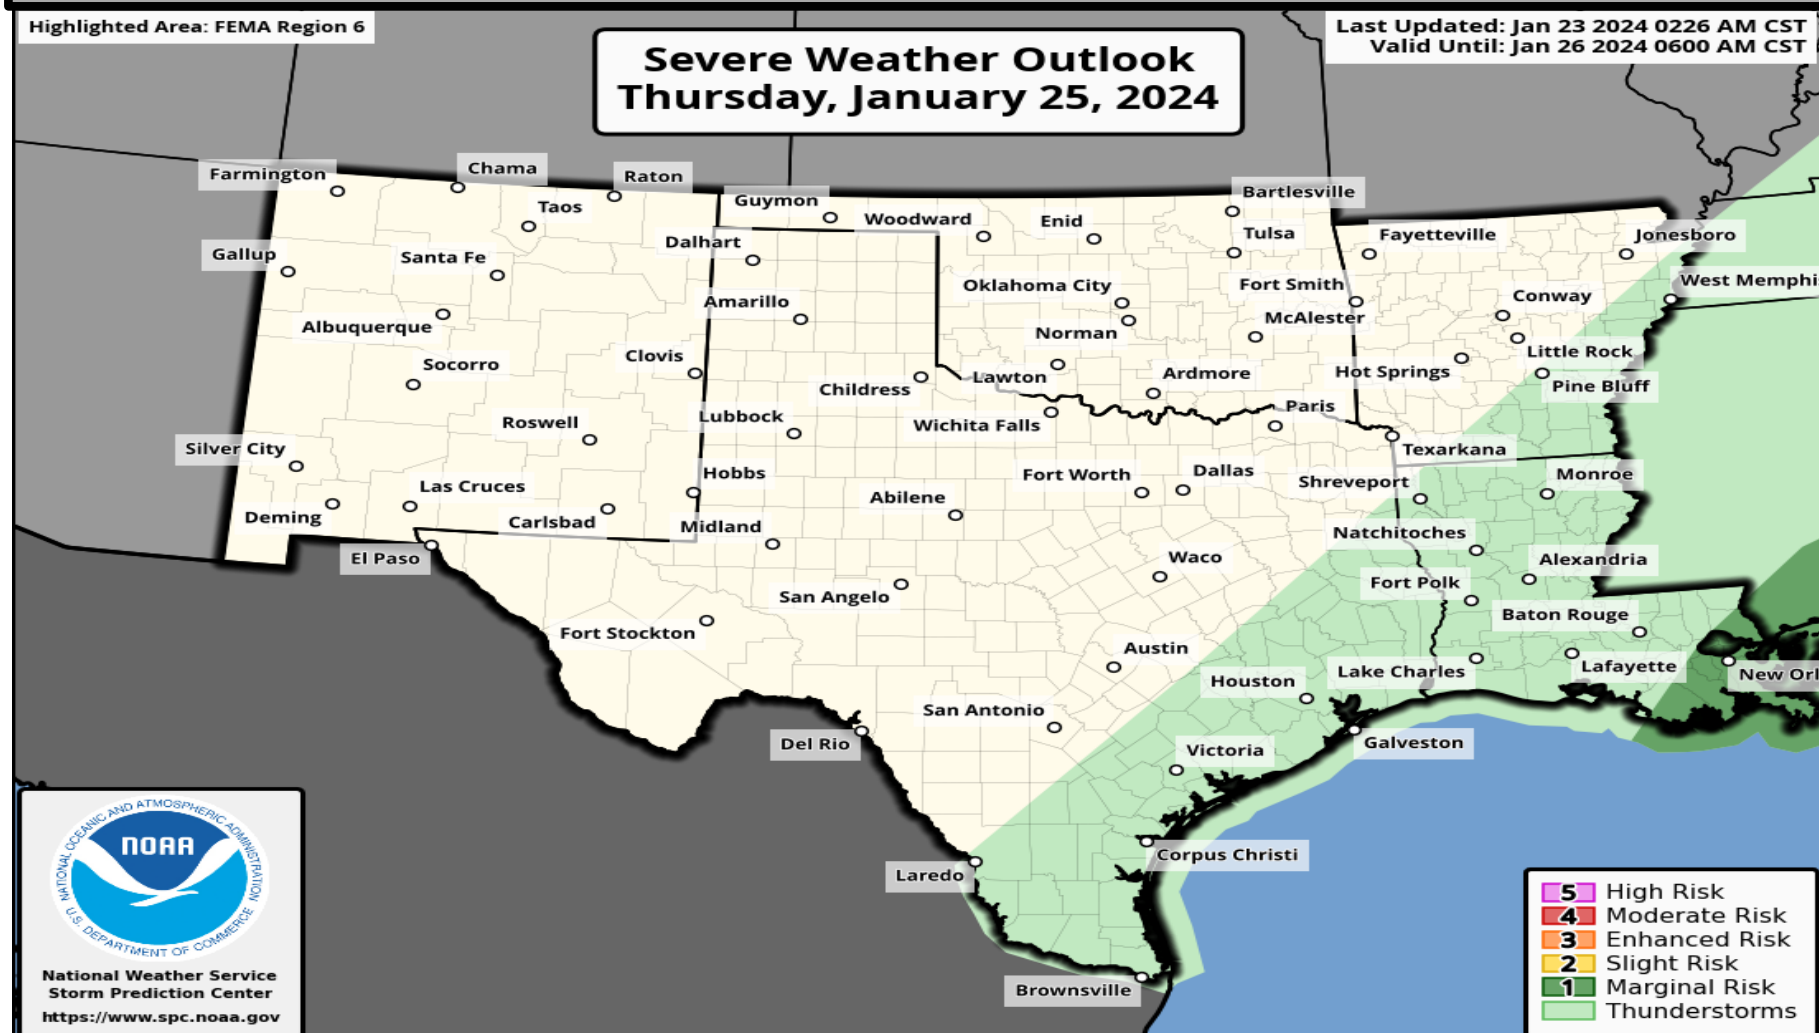 Highlighted Area: FEMA Region 6
Severe Weather Outlook
Thursday, January 25, 2024
Last Updated: Jan 23 2024 0226 AM CST
Valid Until: Jan 26 2024 0600 AM CST
Farmington
Chama
Raton
Taos
Guymon
Woodward
Enid
Bartlesville
Tulsa
Fayetteville
Jonesboro
Gallup
Santa Fe
Dalhart
Oklahoma City
Fort Smith
Conway
West Memphi
Albuquerque
Amarillo
Norman
McAlester
Socorro
Clovis
Childress
Lawton
Ardmore
Hot Springs
Little Rock
Pine Bluff
Roswell
Lubbock
Wichita Falls
Paris
Texarkana
Silver City
Las Cruces
Hobbs
Abilene
Fort Worth
Dallas
Shreveport
Monroe
Deming
Carlsbad
Midland
Natchitoches
El Paso
Waco
Alexandria
San Angelo
Fort Polk
Fort Stockton
Austin
Baton Rouge
Houston
Lake Charles
Lafayette
New Orl
San Antonio
Del Rio
Victoria
Galveston
Laredo
Corpus Christi
Brownsville
NATIONAL OCEANIC AND ATMOSPHERIC ADMINISTRATION
NOAA
U.S. DEPARTMENT OF COMMERCE
National Weather Service
Storm Prediction Center
https://www.spc.noaa.gov
5 High Risk
4 Moderate Risk
3 Enhanced Risk
2 Slight Risk
1 Marginal Risk
Thunderstorms